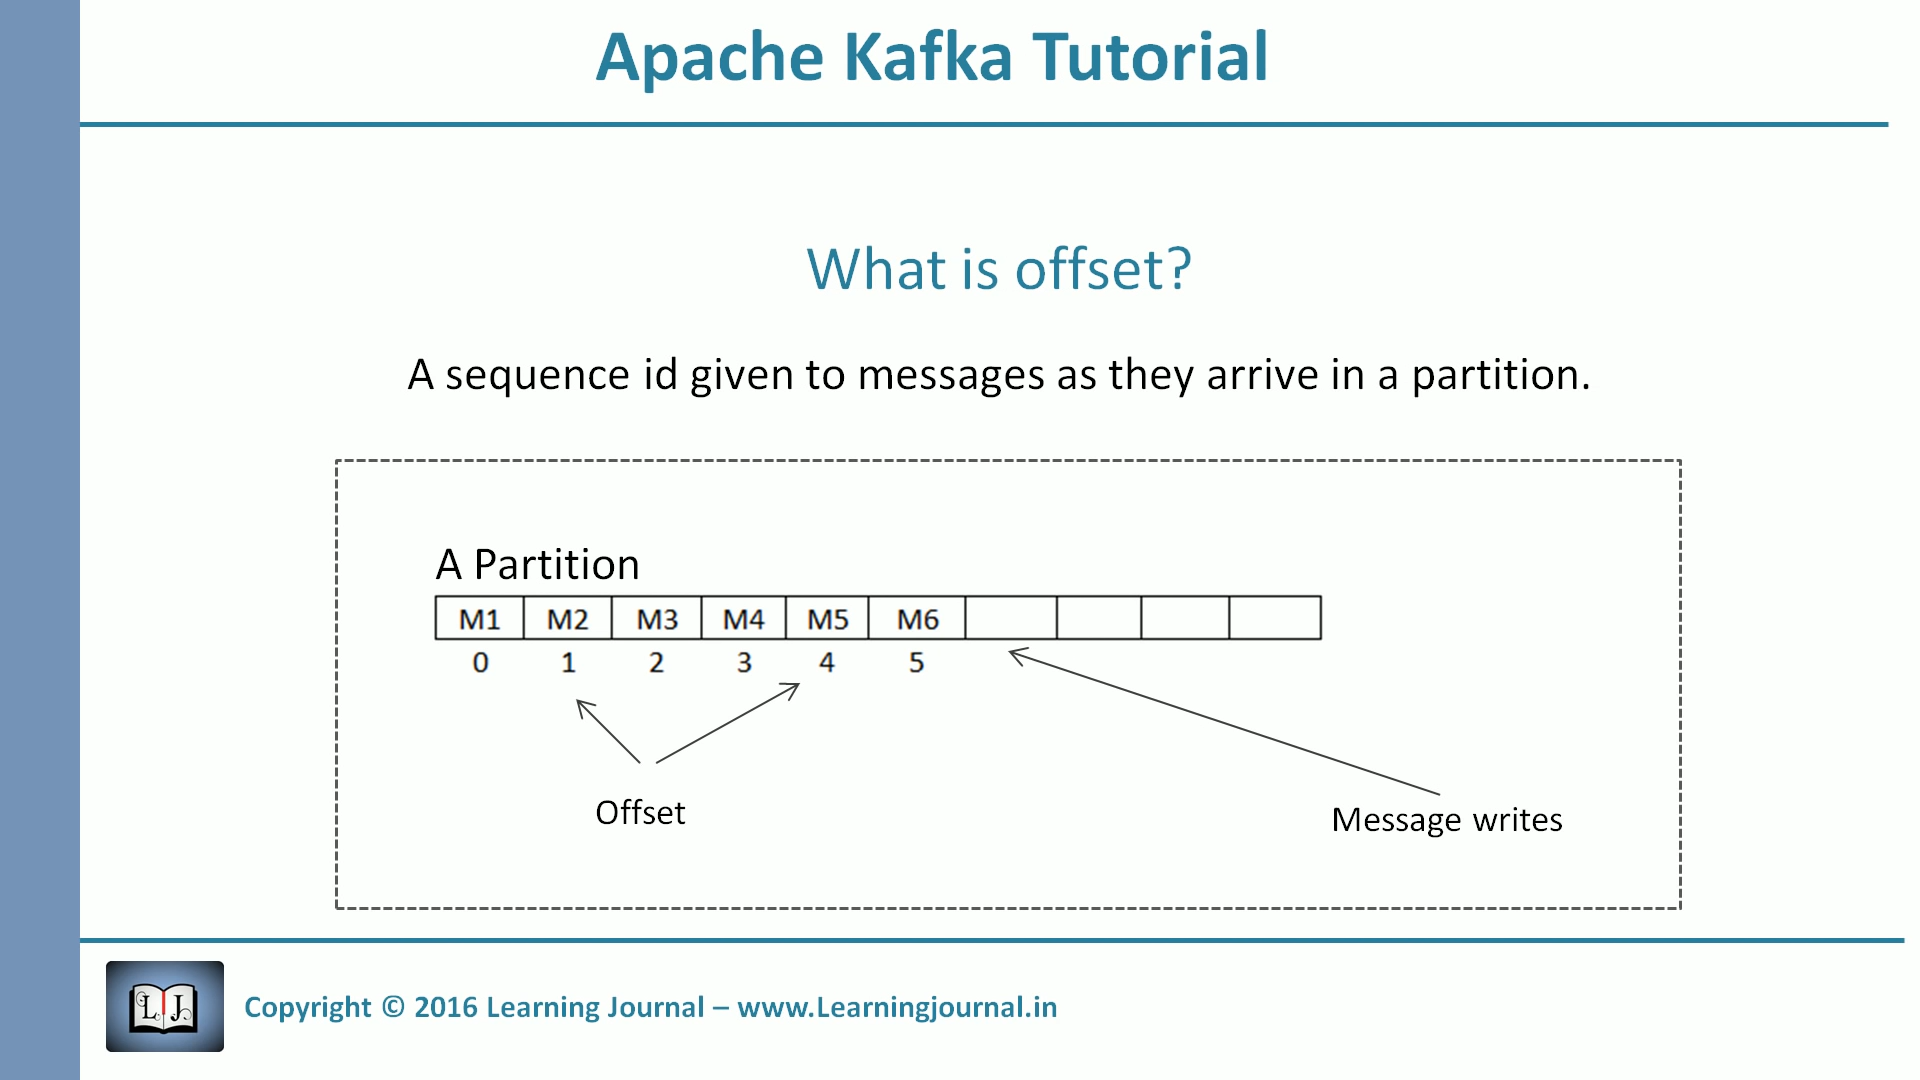 Apache Kafka Tutorial
What is offset?
A sequence id given to messages as they arrive in a partition.
A Partition
M1 M2 M3 M4 M5 M6
0 1 2 3 4 5
Offset
Message writes
L J
Copyright © 2016 Learning Journal – www.Learningjournal.in